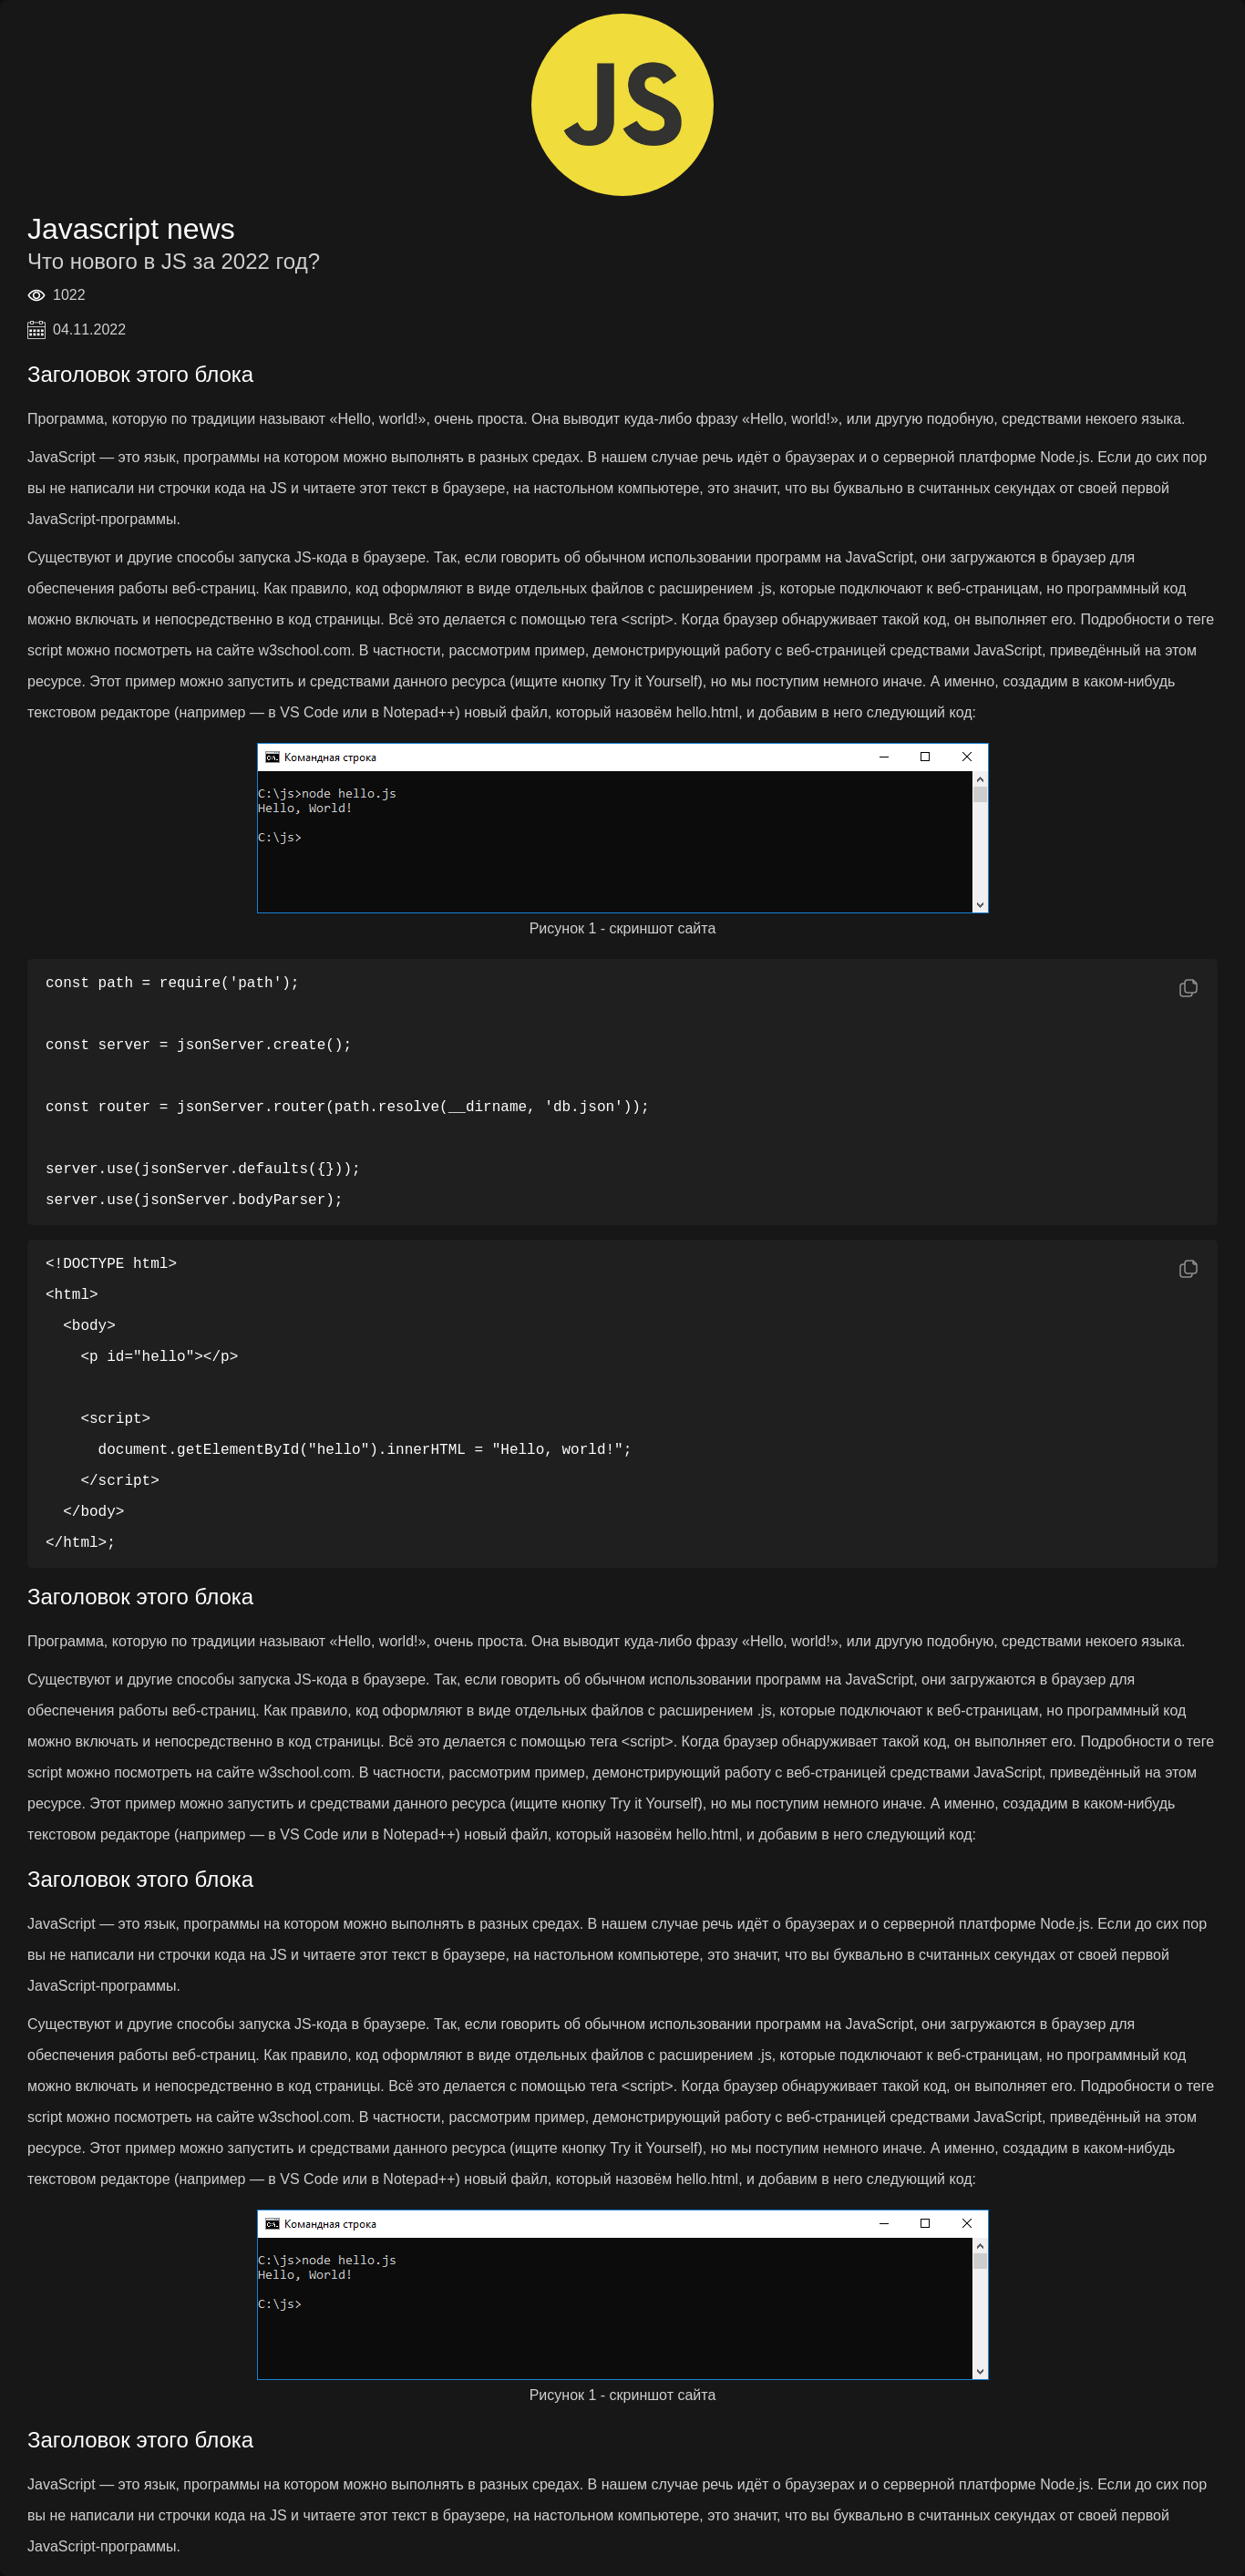 JS
Javascript news
Что нового в JS за 2022 год?
1022
04.11.2022
Заголовок этого блока
Программа, которую по традиции называют «Hello, world!», очень проста. Она выводит куда-либо фразу «Hello, world!», или другую подобную, средствами некоего языка.
JavaScript — это язык, программы на котором можно выполнять в разных средах. В нашем случае речь идёт о браузерах и о серверной платформе Node.js. Если до сих пор
вы не написали ни строчки кода на JS и читаете этот текст в браузере, на настольном компьютере, это значит, что вы буквально в считанных секундах от своей первой
JavaScript-программы.
Существуют и другие способы запуска JS-кода в браузере. Так, если говорить об обычном использовании программ на JavaScript, они загружаются в браузер для
обеспечения работы веб-страниц. Как правило, код оформляют в виде отдельных файлов с расширением .js, которые подключают к веб-страницам, но программный код
можно включать и непосредственно в код страницы. Всё это делается с помощью тега <script>. Когда браузер обнаруживает такой код, он выполняет его. Подробности о теге
script можно посмотреть на сайте w3school.com. В частности, рассмотрим пример, демонстрирующий работу с веб-страницей средствами JavaScript, приведённый на этом
ресурсе. Этот пример можно запустить и средствами данного ресурса (ищите кнопку Try it Yourself), но мы поступим немного иначе. А именно, создадим в каком-нибудь
текстовом редакторе (например — в VS Code или в Notepad++) новый файл, который назовём hello.html, и добавим в него следующий код:
Командная строка
C:\js>node hello.js
Hello, World!
C:\js>
Рисунок 1 - скриншот сайта
const path = require('path');
const server = jsonServer.create();
const router = jsonServer.router(path.resolve(__dirname, 'db.json'));
server.use(jsonServer.defaults({}));
server.use(jsonServer.bodyParser);
<!DOCTYPE html>
<html>
  <body>
    <p id="hello"></p>
    <script>
      document.getElementById("hello").innerHTML = "Hello, world!";
    </script>
  </body>
</html>;
Заголовок этого блока
Программа, которую по традиции называют «Hello, world!», очень проста. Она выводит куда-либо фразу «Hello, world!», или другую подобную, средствами некоего языка.
Существуют и другие способы запуска JS-кода в браузере. Так, если говорить об обычном использовании программ на JavaScript, они загружаются в браузер для
обеспечения работы веб-страниц. Как правило, код оформляют в виде отдельных файлов с расширением .js, которые подключают к веб-страницам, но программный код
можно включать и непосредственно в код страницы. Всё это делается с помощью тега <script>. Когда браузер обнаруживает такой код, он выполняет его. Подробности о теге
script можно посмотреть на сайте w3school.com. В частности, рассмотрим пример, демонстрирующий работу с веб-страницей средствами JavaScript, приведённый на этом
ресурсе. Этот пример можно запустить и средствами данного ресурса (ищите кнопку Try it Yourself), но мы поступим немного иначе. А именно, создадим в каком-нибудь
текстовом редакторе (например — в VS Code или в Notepad++) новый файл, который назовём hello.html, и добавим в него следующий код:
Заголовок этого блока
JavaScript — это язык, программы на котором можно выполнять в разных средах. В нашем случае речь идёт о браузерах и о серверной платформе Node.js. Если до сих пор
вы не написали ни строчки кода на JS и читаете этот текст в браузере, на настольном компьютере, это значит, что вы буквально в считанных секундах от своей первой
JavaScript-программы.
Существуют и другие способы запуска JS-кода в браузере. Так, если говорить об обычном использовании программ на JavaScript, они загружаются в браузер для
обеспечения работы веб-страниц. Как правило, код оформляют в виде отдельных файлов с расширением .js, которые подключают к веб-страницам, но программный код
можно включать и непосредственно в код страницы. Всё это делается с помощью тега <script>. Когда браузер обнаруживает такой код, он выполняет его. Подробности о теге
script можно посмотреть на сайте w3school.com. В частности, рассмотрим пример, демонстрирующий работу с веб-страницей средствами JavaScript, приведённый на этом
ресурсе. Этот пример можно запустить и средствами данного ресурса (ищите кнопку Try it Yourself), но мы поступим немного иначе. А именно, создадим в каком-нибудь
текстовом редакторе (например — в VS Code или в Notepad++) новый файл, который назовём hello.html, и добавим в него следующий код:
Командная строка
C:\js>node hello.js
Hello, World!
C:\js>
Рисунок 1 - скриншот сайта
Заголовок этого блока
JavaScript — это язык, программы на котором можно выполнять в разных средах. В нашем случае речь идёт о браузерах и о серверной платформе Node.js. Если до сих пор
вы не написали ни строчки кода на JS и читаете этот текст в браузере, на настольном компьютере, это значит, что вы буквально в считанных секундах от своей первой
JavaScript-программы.